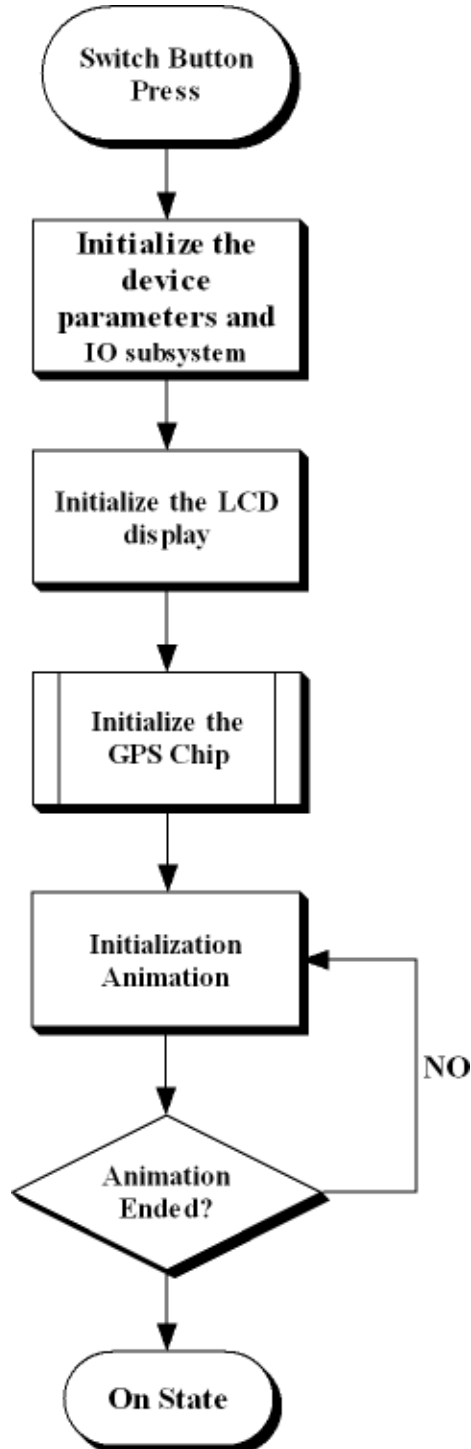 Switch Button
Press
Initialize the
device
parameters and
IO subsystem
Initialize the LCD
display
Initialize the
GPS Chip
Initialization
Animation
NO
Animation
Ended?
On State